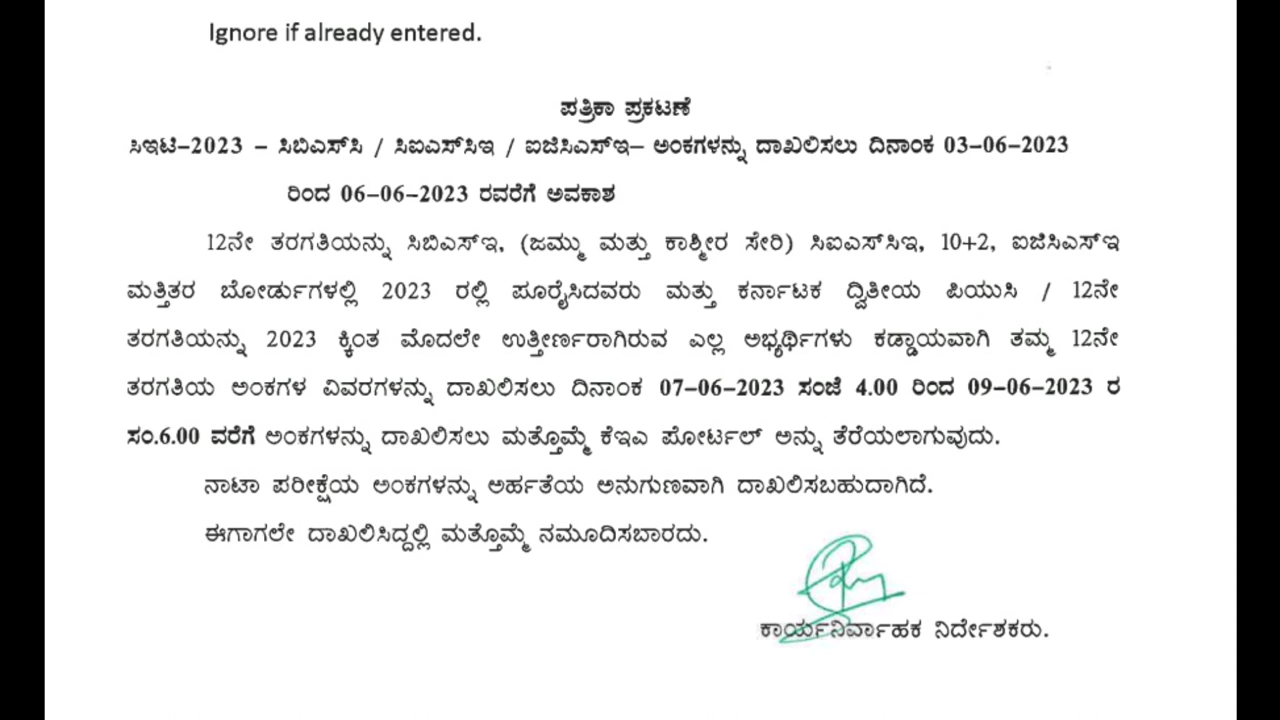 Ignore if already entered.
ಪತ್ರಿಕಾ ಪ್ರಕಟಣೆ
ಸಿಇಟಿ–2023 – ಸಿಬಿಎಸ್‌ಸಿ / ಸಿಐಎಸ್‌ಸಿಇ / ಐಜಿಸಿಎಸ್‌ಇ– ಅಂಕಗಳನ್ನು ದಾಖಲಿಸಲು ದಿನಾಂಕ 03–06–2023
ರಿಂದ 06–06–2023 ರವರೆಗೆ ಅವಕಾಶ
12ನೇ ತರಗತಿಯನ್ನು ಸಿಬಿಎಸ್‌ಇ, (ಜಮ್ಮು ಮತ್ತು ಕಾಶ್ಮೀರ ಸೇರಿ) ಸಿಐಎಸ್‌ಸಿಇ, 10+2, ಐಜಿಸಿಎಸ್‌ಇ
ಮತ್ತಿತರ ಬೋರ್ಡುಗಳಲ್ಲಿ 2023 ರಲ್ಲಿ ಪೂರೈಸಿದವರು ಮತ್ತು ಕರ್ನಾಟಕ ದ್ವಿತೀಯ ಪಿಯುಸಿ / 12ನೇ
ತರಗತಿಯನ್ನು 2023 ಕ್ಕಿಂತ ಮೊದಲೇ ಉತ್ತೀರ್ಣರಾಗಿರುವ ಎಲ್ಲ ಅಭ್ಯರ್ಥಿಗಳು ಕಡ್ಡಾಯವಾಗಿ ತಮ್ಮ 12ನೇ
ತರಗತಿಯ ಅಂಕಗಳ ವಿವರಗಳನ್ನು ದಾಖಲಿಸಲು ದಿನಾಂಕ 07–06–2023 ಸಂಜೆ 4.00 ರಿಂದ 09–06–2023 ರ
ಸಂ.6.00 ವರೆಗೆ ಅಂಕಗಳನ್ನು ದಾಖಲಿಸಲು ಮತ್ತೊಮ್ಮೆ ಕೆಇಎ ಪೋರ್ಟಲ್ ಅನ್ನು ತೆರೆಯಲಾಗುವುದು.
ನಾಟಾ ಪರೀಕ್ಷೆಯ ಅಂಕಗಳನ್ನು ಅರ್ಹತೆಯ ಅನುಗುಣವಾಗಿ ದಾಖಲಿಸಬಹುದಾಗಿದೆ.
ಈಗಾಗಲೇ ದಾಖಲಿಸಿದ್ದಲ್ಲಿ ಮತ್ತೊಮ್ಮೆ ನಮೂದಿಸಬಾರದು.
ಕಾರ್ಯನಿರ್ವಾಹಕ ನಿರ್ದೇಶಕರು.